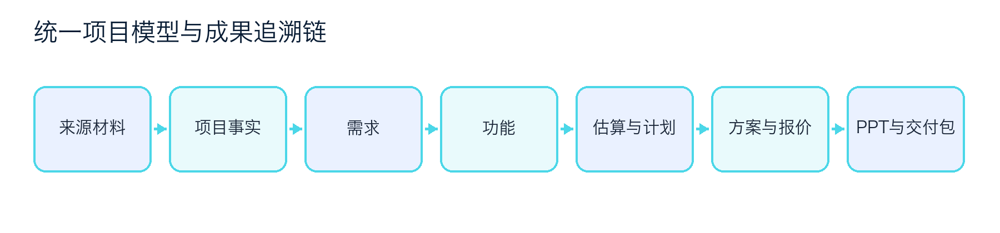 统一项目模型与成果追溯链
来源材料
项目事实
需求
功能
估算与计划
方案与报价
PPT与交付包